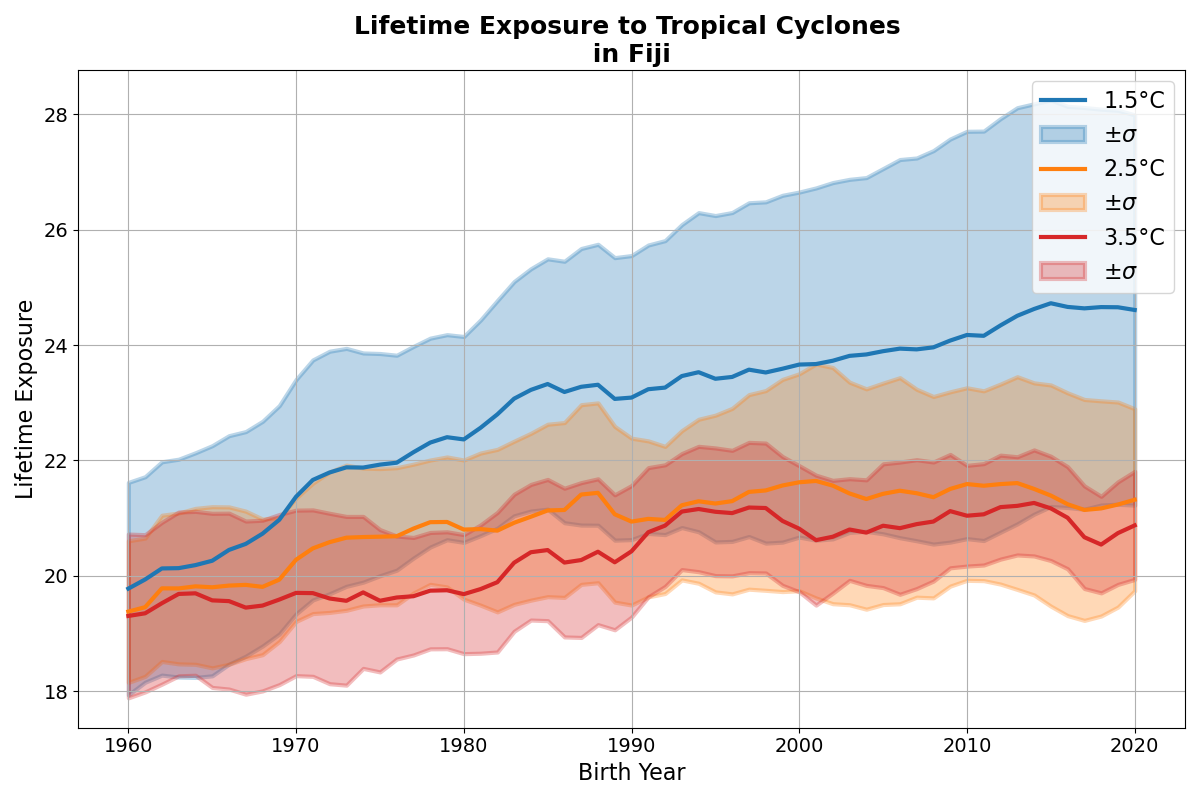 Lifetime Exposure to Tropical Cyclones
in Fiji
Lifetime Exposure
28
26
24
22
20
18
1.5°C
±σ
2.5°C
±σ
3.5°C
±σ
1960 1970 1980 1990 2000 2010 2020
Birth Year